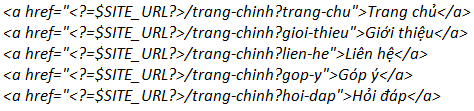 <a href="<?=$SITE_URL?>/trang-chinh?trang-chu">Trang chủ</a>
<a href="<?=$SITE_URL?>/trang-chinh?gioi-thieu">Giới thiệu</a>
<a href="<?=$SITE_URL?>/trang-chinh?lien-he">Liên hệ</a>
<a href="<?=$SITE_URL?>/trang-chinh?gop-y">Góp ý</a>
<a href="<?=$SITE_URL?>/trang-chinh?hoi-dap">Hỏi đáp</a>